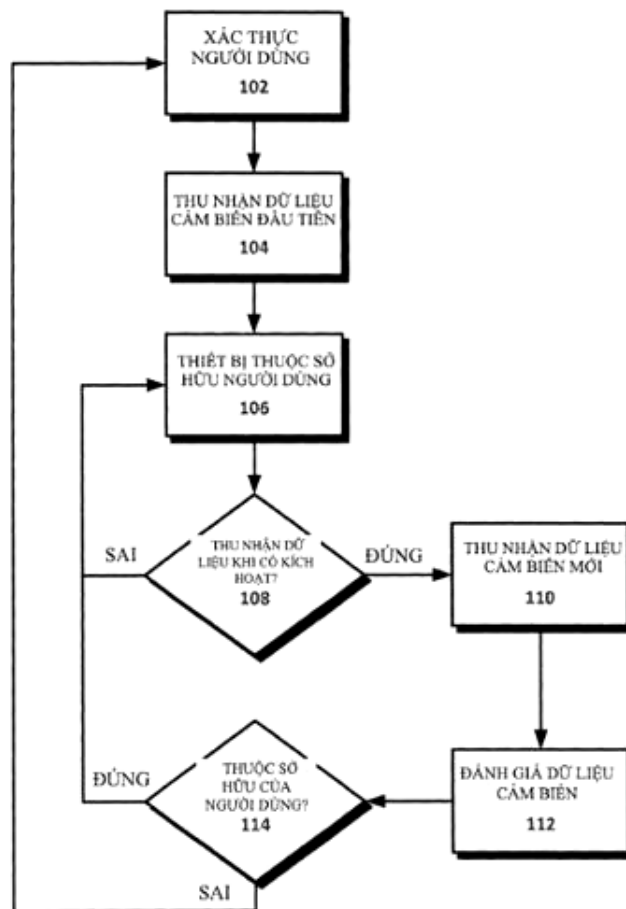 XÁC THỰC
NGƯỜI DÙNG
102
THU NHẬN DỮ LIỆU
CẢM BIẾN ĐẦU TIÊN
104
THIẾT BỊ THUỘC SỞ
HỮU NGƯỜI DÙNG
106
THU NHẬN DỮ
LIỆU KHI CÓ KÍCH
HOẠT?
108
SAI
ĐÚNG
THU NHẬN DỮ LIỆU
CẢM BIẾN MỚI
110
ĐÁNH GIÁ DỮ LIỆU
CẢM BIẾN
112
THUỘC SỞ
HỮU CỦA
NGƯỜI DÙNG?
114
ĐÚNG
SAI